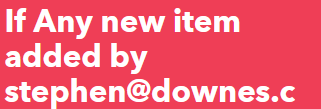 If Any new item
added by
stephen@downes.c